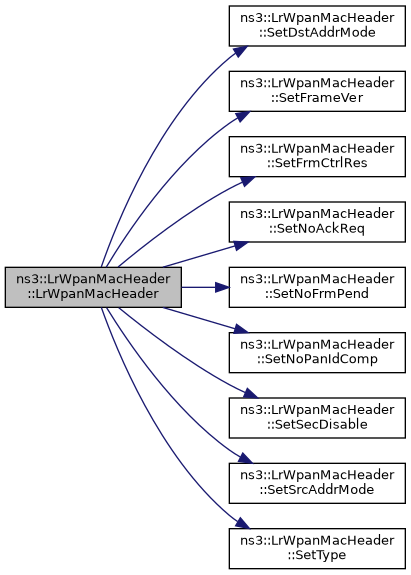 ns3::LrWpanMacHeader
::LrWpanMacHeader
ns3::LrWpanMacHeader
::SetDstAddrMode
ns3::LrWpanMacHeader
::SetFrameVer
ns3::LrWpanMacHeader
::SetFrmCtrlRes
ns3::LrWpanMacHeader
::SetNoAckReq
ns3::LrWpanMacHeader
::SetNoFrmPend
ns3::LrWpanMacHeader
::SetNoPanIdComp
ns3::LrWpanMacHeader
::SetSecDisable
ns3::LrWpanMacHeader
::SetSrcAddrMode
ns3::LrWpanMacHeader
::SetType